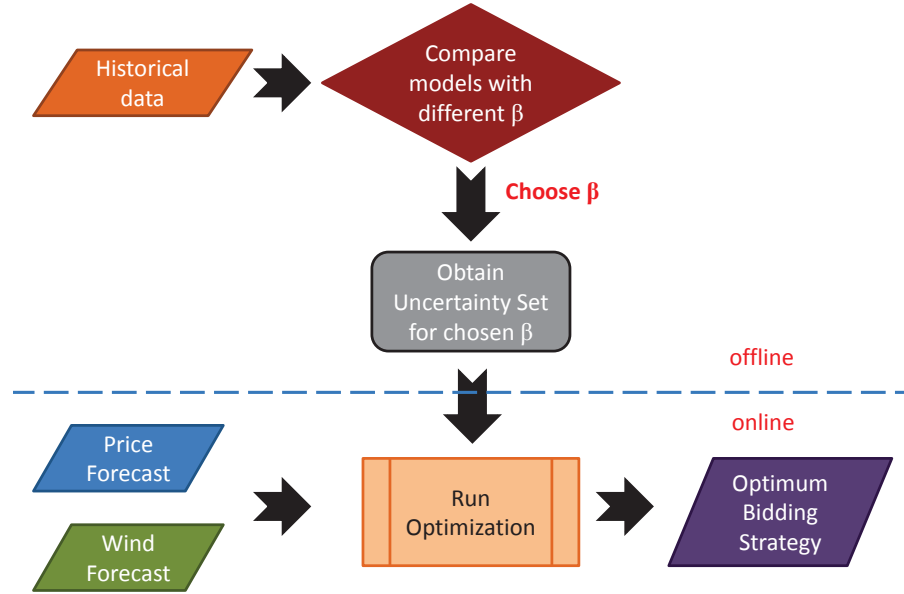 Historical
data
Compare
models with
different β
Choose β
Obtain
Uncertainty Set
for chosen β
offline
online
Price
Forecast
Wind
Forecast
Run
Optimization
Optimum
Bidding
Strategy